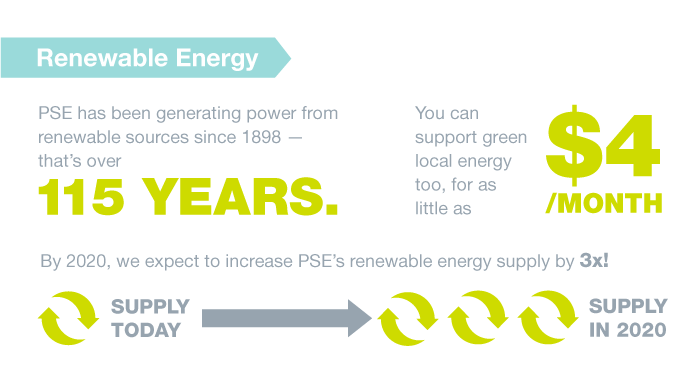 Renewable Energy
PSE has been generating power from
renewable sources since 1898 —
that's over
115 YEARS.
You can
support green
local energy
too, for as
little as
$4
/MONTH
By 2020, we expect to increase PSE's renewable energy supply by 3x!
SUPPLY
TODAY
SUPPLY
IN 2020